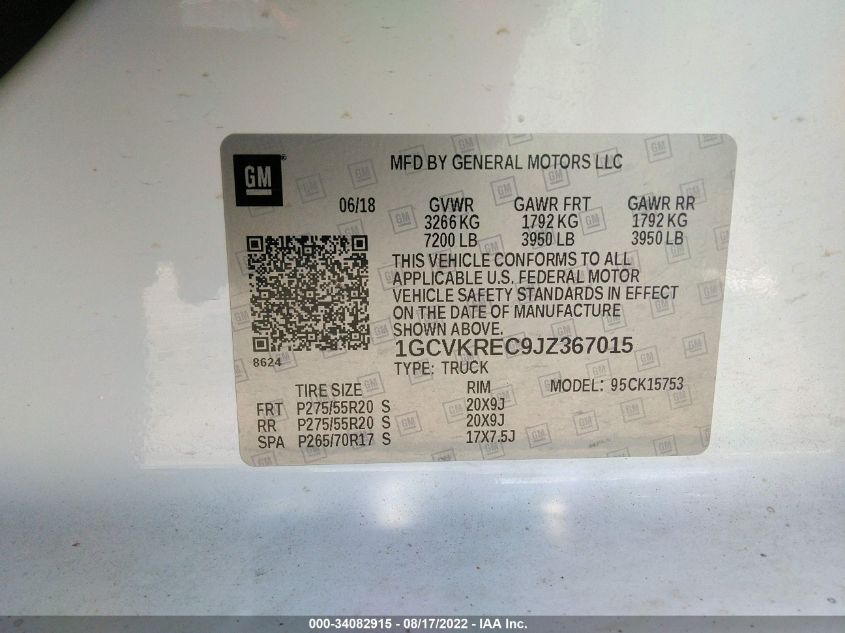 GM
MFD BY GENERAL MOTORS LLC
06/18
GVWR GAWR FRT GAWR RR
3266 KG 1792 KG 1792 KG
7200 LB 3950 LB 3950 LB
THIS VEHICLE CONFORMS TO ALL
APPLICABLE U.S. FEDERAL MOTOR
VEHICLE SAFETY STANDARDS IN EFFECT
ON THE DATE OF MANUFACTURE
SHOWN ABOVE.
8624
1GCVKREC9JZ367015
TYPE: TRUCK
TIRE SIZE RIM MODEL: 95CK15753
FRT P275/55R20 S 20X9J
RR P275/55R20 S 20X9J
SPA P265/70R17 S 17X7.5J
000-34082915 - 08/17/2022 - IAA Inc.